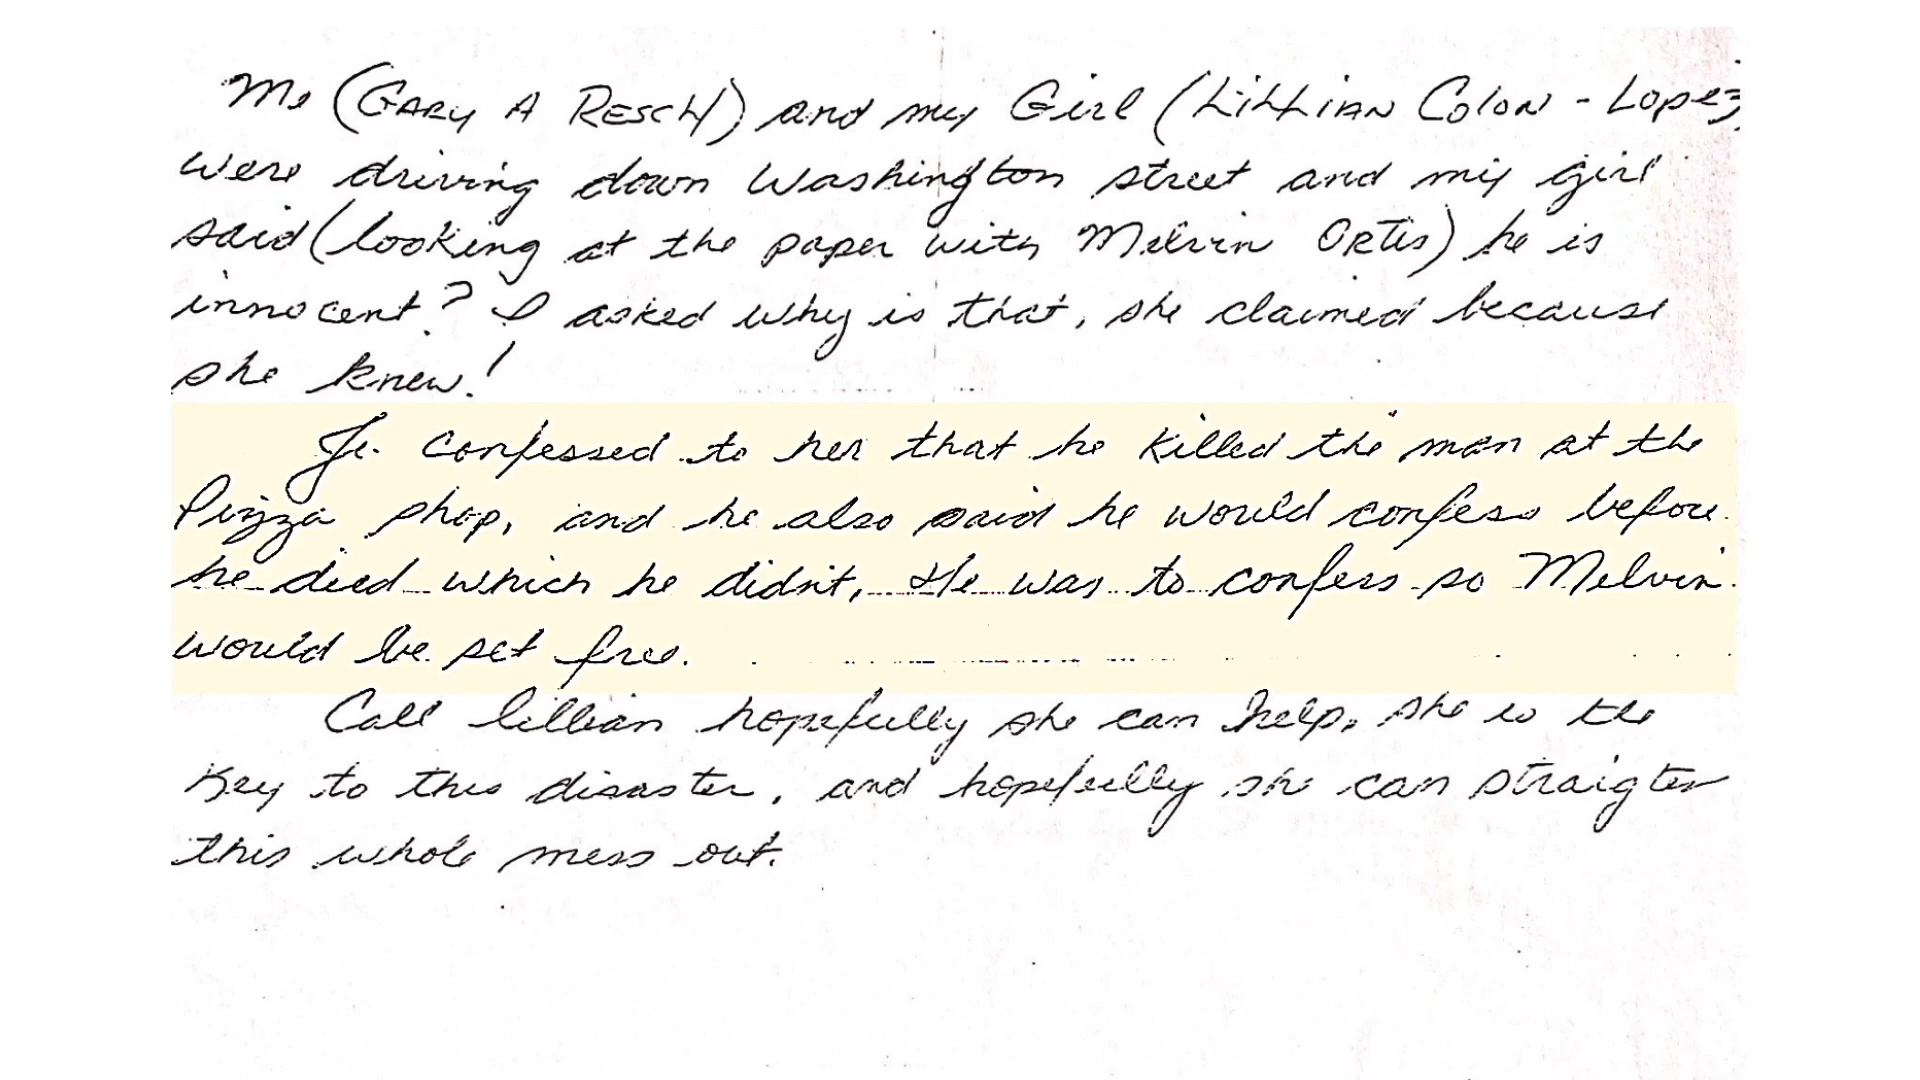 Me (GARY A RESCH) and my Girl (LiLLiAN Colon - Lopez
were driving down Washington street and my girl
said (looking at the paper with Melvin ORTis) he is
innocent? I asked why is that, she claimed because
she knew!
Jr. confessed to her that he killed the man at the
Pizza shop, and he also said he would confess before
he died which he didnt, He was to confess so Melvin
would be set free.
Call lillian hopefully she can help, she is the
Key to this disaster, and hopefully she can straigten
this whole mess out.